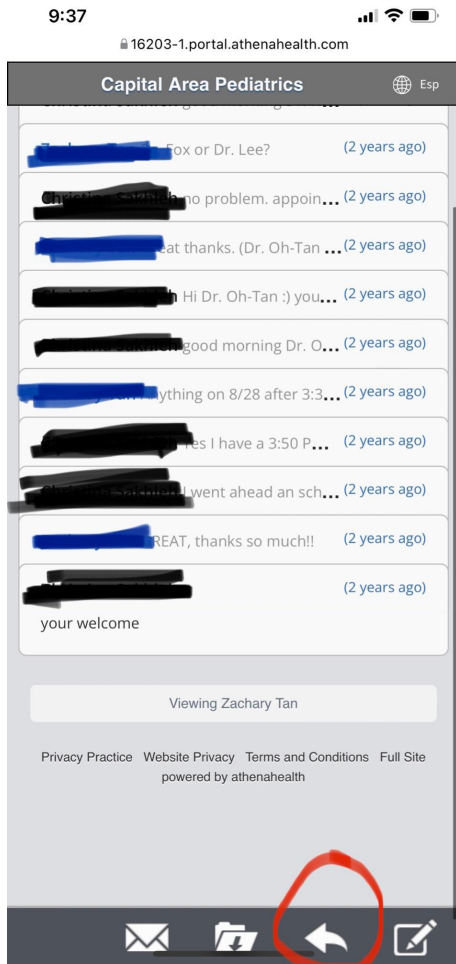 9:37
16203-1.portal.athenahealth.com
Capital Area Pediatrics Esp
Fox or Dr. Lee? (2 years ago)
no problem. appoin... (2 years ago)
eat thanks. (Dr. Oh-Tan ... (2 years ago)
Hi Dr. Oh-Tan :) you... (2 years ago)
good morning Dr. O... (2 years ago)
ything on 8/28 after 3:3... (2 years ago)
es I have a 3:50 P... (2 years ago)
I went ahead an sch... (2 years ago)
REAT, thanks so much!! (2 years ago)
(2 years ago)
your welcome
Viewing Zachary Tan
Privacy Practice Website Privacy Terms and Conditions Full Site
powered by athenahealth